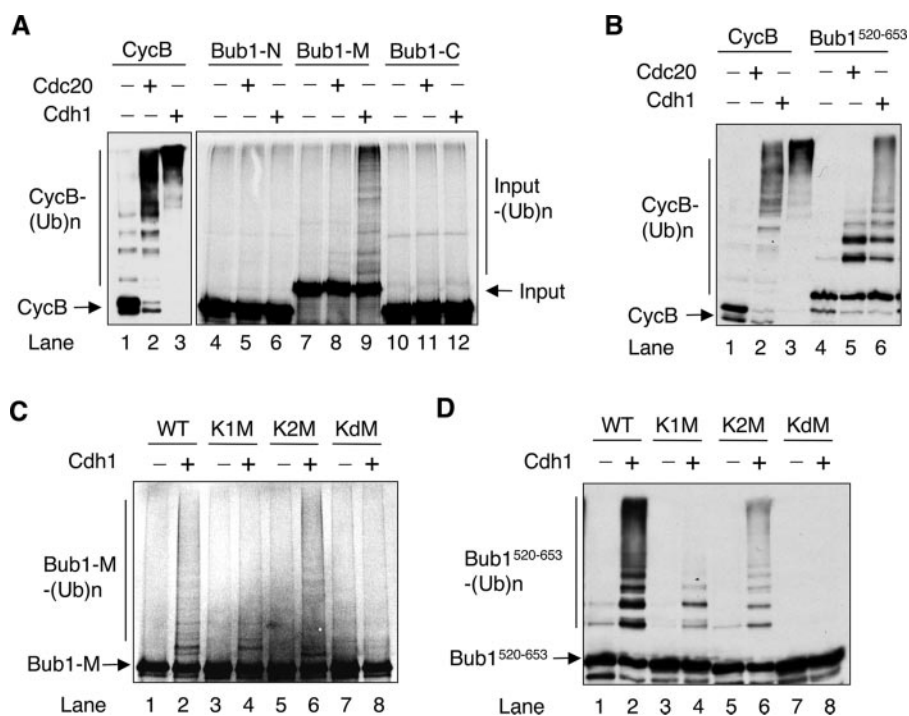 A
CycB Bub1-N Bub1-M Bub1-C
Cdc20 – + – – + – – + – – + –
Cdh1 – – + – – + – – + – – +
CycB-
(Ub)n
Input
-(Ub)n
CycB
Input
Lane 1 2 3 4 5 6 7 8 9 10 11 12
B
CycB Bub1520-653
Cdc20 – + – – + –
Cdh1 – – + – – +
CycB-
(Ub)n
CycB
Lane 1 2 3 4 5 6
C
WT K1M K2M KdM
Cdh1 – + – + – + – +
Bub1-M
-(Ub)n
Bub1-M
Lane 1 2 3 4 5 6 7 8
D
WT K1M K2M KdM
Cdh1 – + – + – + – +
Bub1520-653
-(Ub)n
Bub1520-653
Lane 1 2 3 4 5 6 7 8